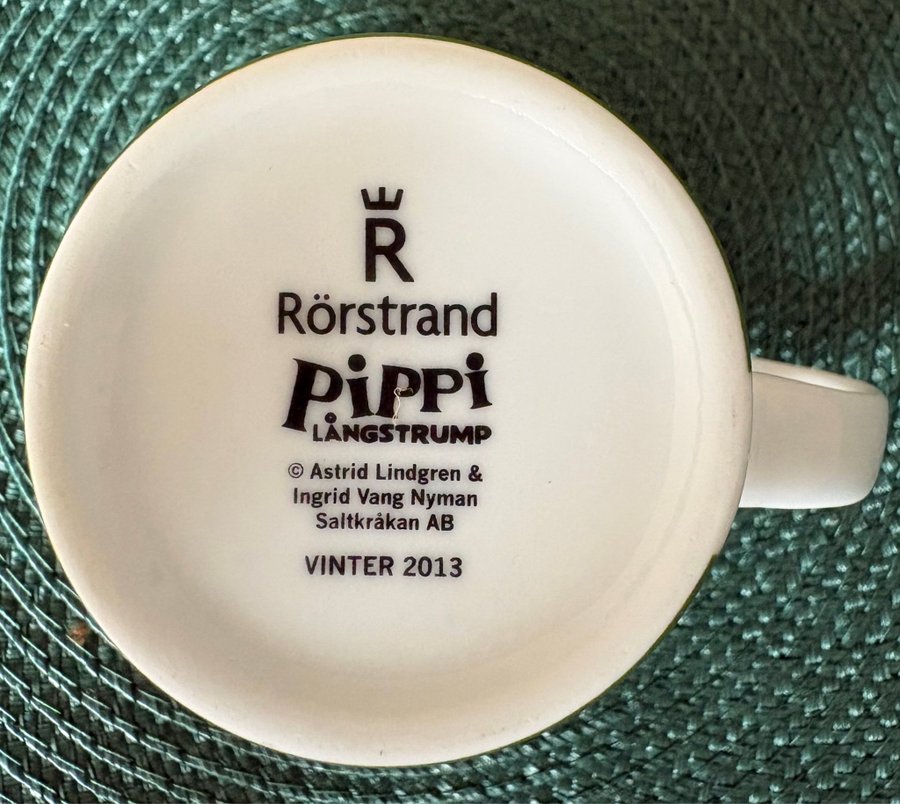 R
Rörstrand
PiPPi
LÅNGSTRUMP
© Astrid Lindgren &
Ingrid Vang Nyman
Saltkråkan AB
VINTER 2013